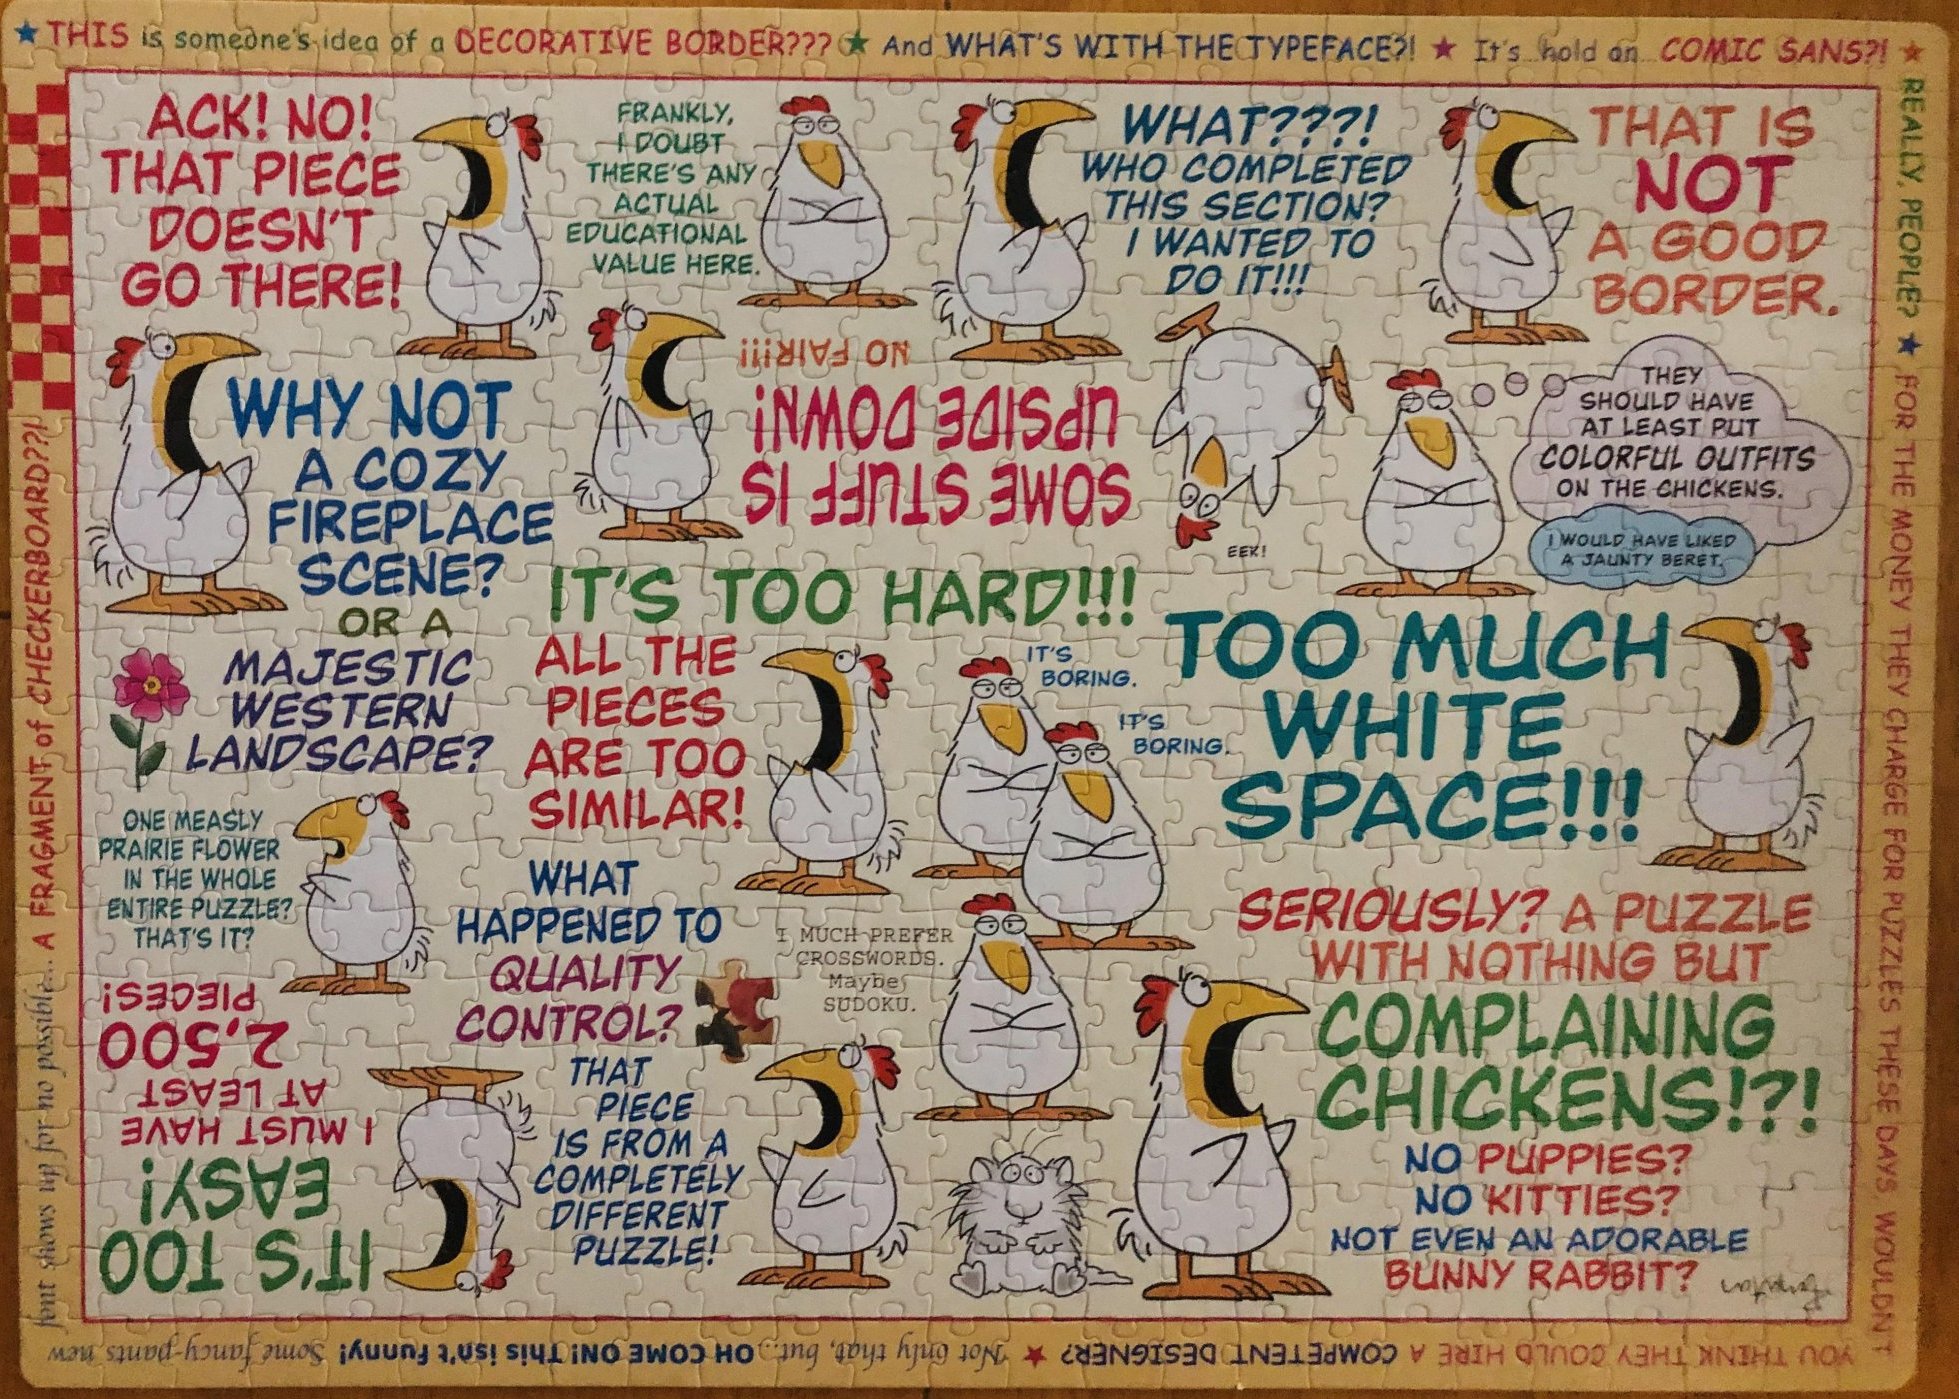 THIS is someone's idea of a DECORATIVE BORDER??? ★ And WHAT'S WITH THE TYPEFACE?! ★ It's.. hold on.. COMIC SANS?! ★
REALLY, PEOPLE? ★ FOR THE MONEY THEY CHARGE FOR PUZZLES THESE DAYS WOULDN'T
YOU THINK THEY COULD HIRE A COMPETENT DESIGNER? ★ Not only that, but... OH COME ON! This isn't funny! Some fancy-pants new
font shows up for no possible... A FRAGMENT of CHECKERBOARD??!
ACK! NO!
THAT PIECE
DOESN'T
GO THERE!
FRANKLY,
I DOUBT
THERE'S ANY
ACTUAL
EDUCATIONAL
VALUE HERE.
WHAT???!
WHO COMPLETED
THIS SECTION?
I WANTED TO
DO IT!!!
THAT IS
NOT
A GOOD
BORDER.
WHY NOT
A COZY
FIREPLACE
SCENE?
OR A
MAJESTIC
WESTERN
LANDSCAPE?
SOME STUFF IS
UPSIDE DOWN!
NO FAIR!!!
EEK!
THEY
SHOULD HAVE
AT LEAST PUT
COLORFUL OUTFITS
ON THE CHICKENS.
I WOULD HAVE LIKED
A JAUNTY BERET.
IT'S TOO HARD!!!
ALL THE
PIECES
ARE TOO
SIMILAR!
IT'S
BORING.
IT'S
BORING.
TOO MUCH
WHITE
SPACE!!!
ONE MEASLY
PRAIRIE FLOWER
IN THE WHOLE
ENTIRE PUZZLE?
THAT'S IT?
WHAT
HAPPENED TO
QUALITY
CONTROL?
THAT
PIECE
IS FROM A
COMPLETELY
DIFFERENT
PUZZLE!
I MUCH PREFER
CROSSWORDS.
Maybe
SUDOKU.
SERIOUSLY? A PUZZLE
WITH NOTHING BUT
COMPLAINING
CHICKENS!?!
NO PUPPIES?
NO KITTIES?
NOT EVEN AN ADORABLE
BUNNY RABBIT?
IT'S TOO
EASY!
I MUST HAVE
AT LEAST
2,500
PIECES!
Boynton